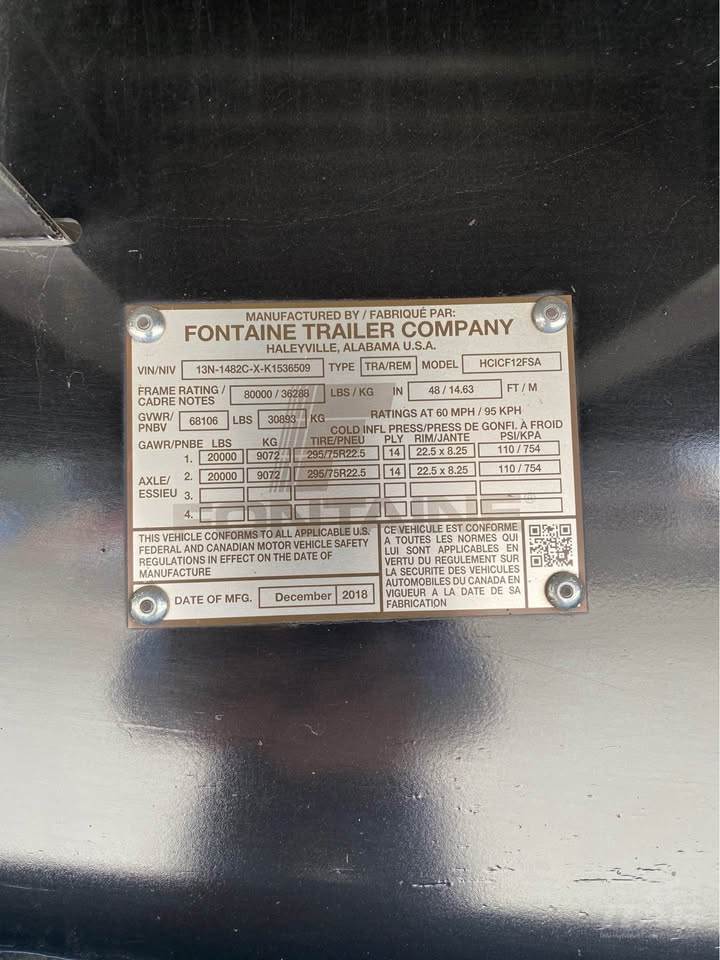 MANUFACTURED BY / FABRIQUÉ PAR:
FONTAINE TRAILER COMPANY
HALEYVILLE, ALABAMA U.S.A.
VIN/NIV 13N-1482C-X-K1536509 TYPE TRA/REM MODEL HCICF12FSA
FRAME RATING / CADRE NOTES 80000 / 36288 LBS / KG IN 48 / 14.63 FT / M
GVWR/ PNBV 68106 LBS 30893 KG RATINGS AT 60 MPH / 95 KPH
COLD INFL PRESS/PRESS DE GONFL À FROID
GAWR/PNBE LBS KG TIRE/PNEU PLY RIM/JANTE PSI/KPA
AXLE/ ESSIEU
1. 20000 9072 295/75R22.5 14 22.5 x 8.25 110 / 754
2. 20000 9072 295/75R22.5 14 22.5 x 8.25 110 / 754
3.
4.
FONTAINE®
THIS VEHICLE CONFORMS TO ALL APPLICABLE U.S.
FEDERAL AND CANADIAN MOTOR VEHICLE SAFETY
REGULATIONS IN EFFECT ON THE DATE OF
MANUFACTURE
DATE OF MFG. December 2018
CE VEHICULE EST CONFORME
A TOUTES LES NORMES QUI
LUI SONT APPLICABLES EN
VERTU DU REGULEMENT SUR
LA SECURITE DES VEHICULES
AUTOMOBILES DU CANADA EN
VIGUEUR A LA DATE DE SA
FABRICATION